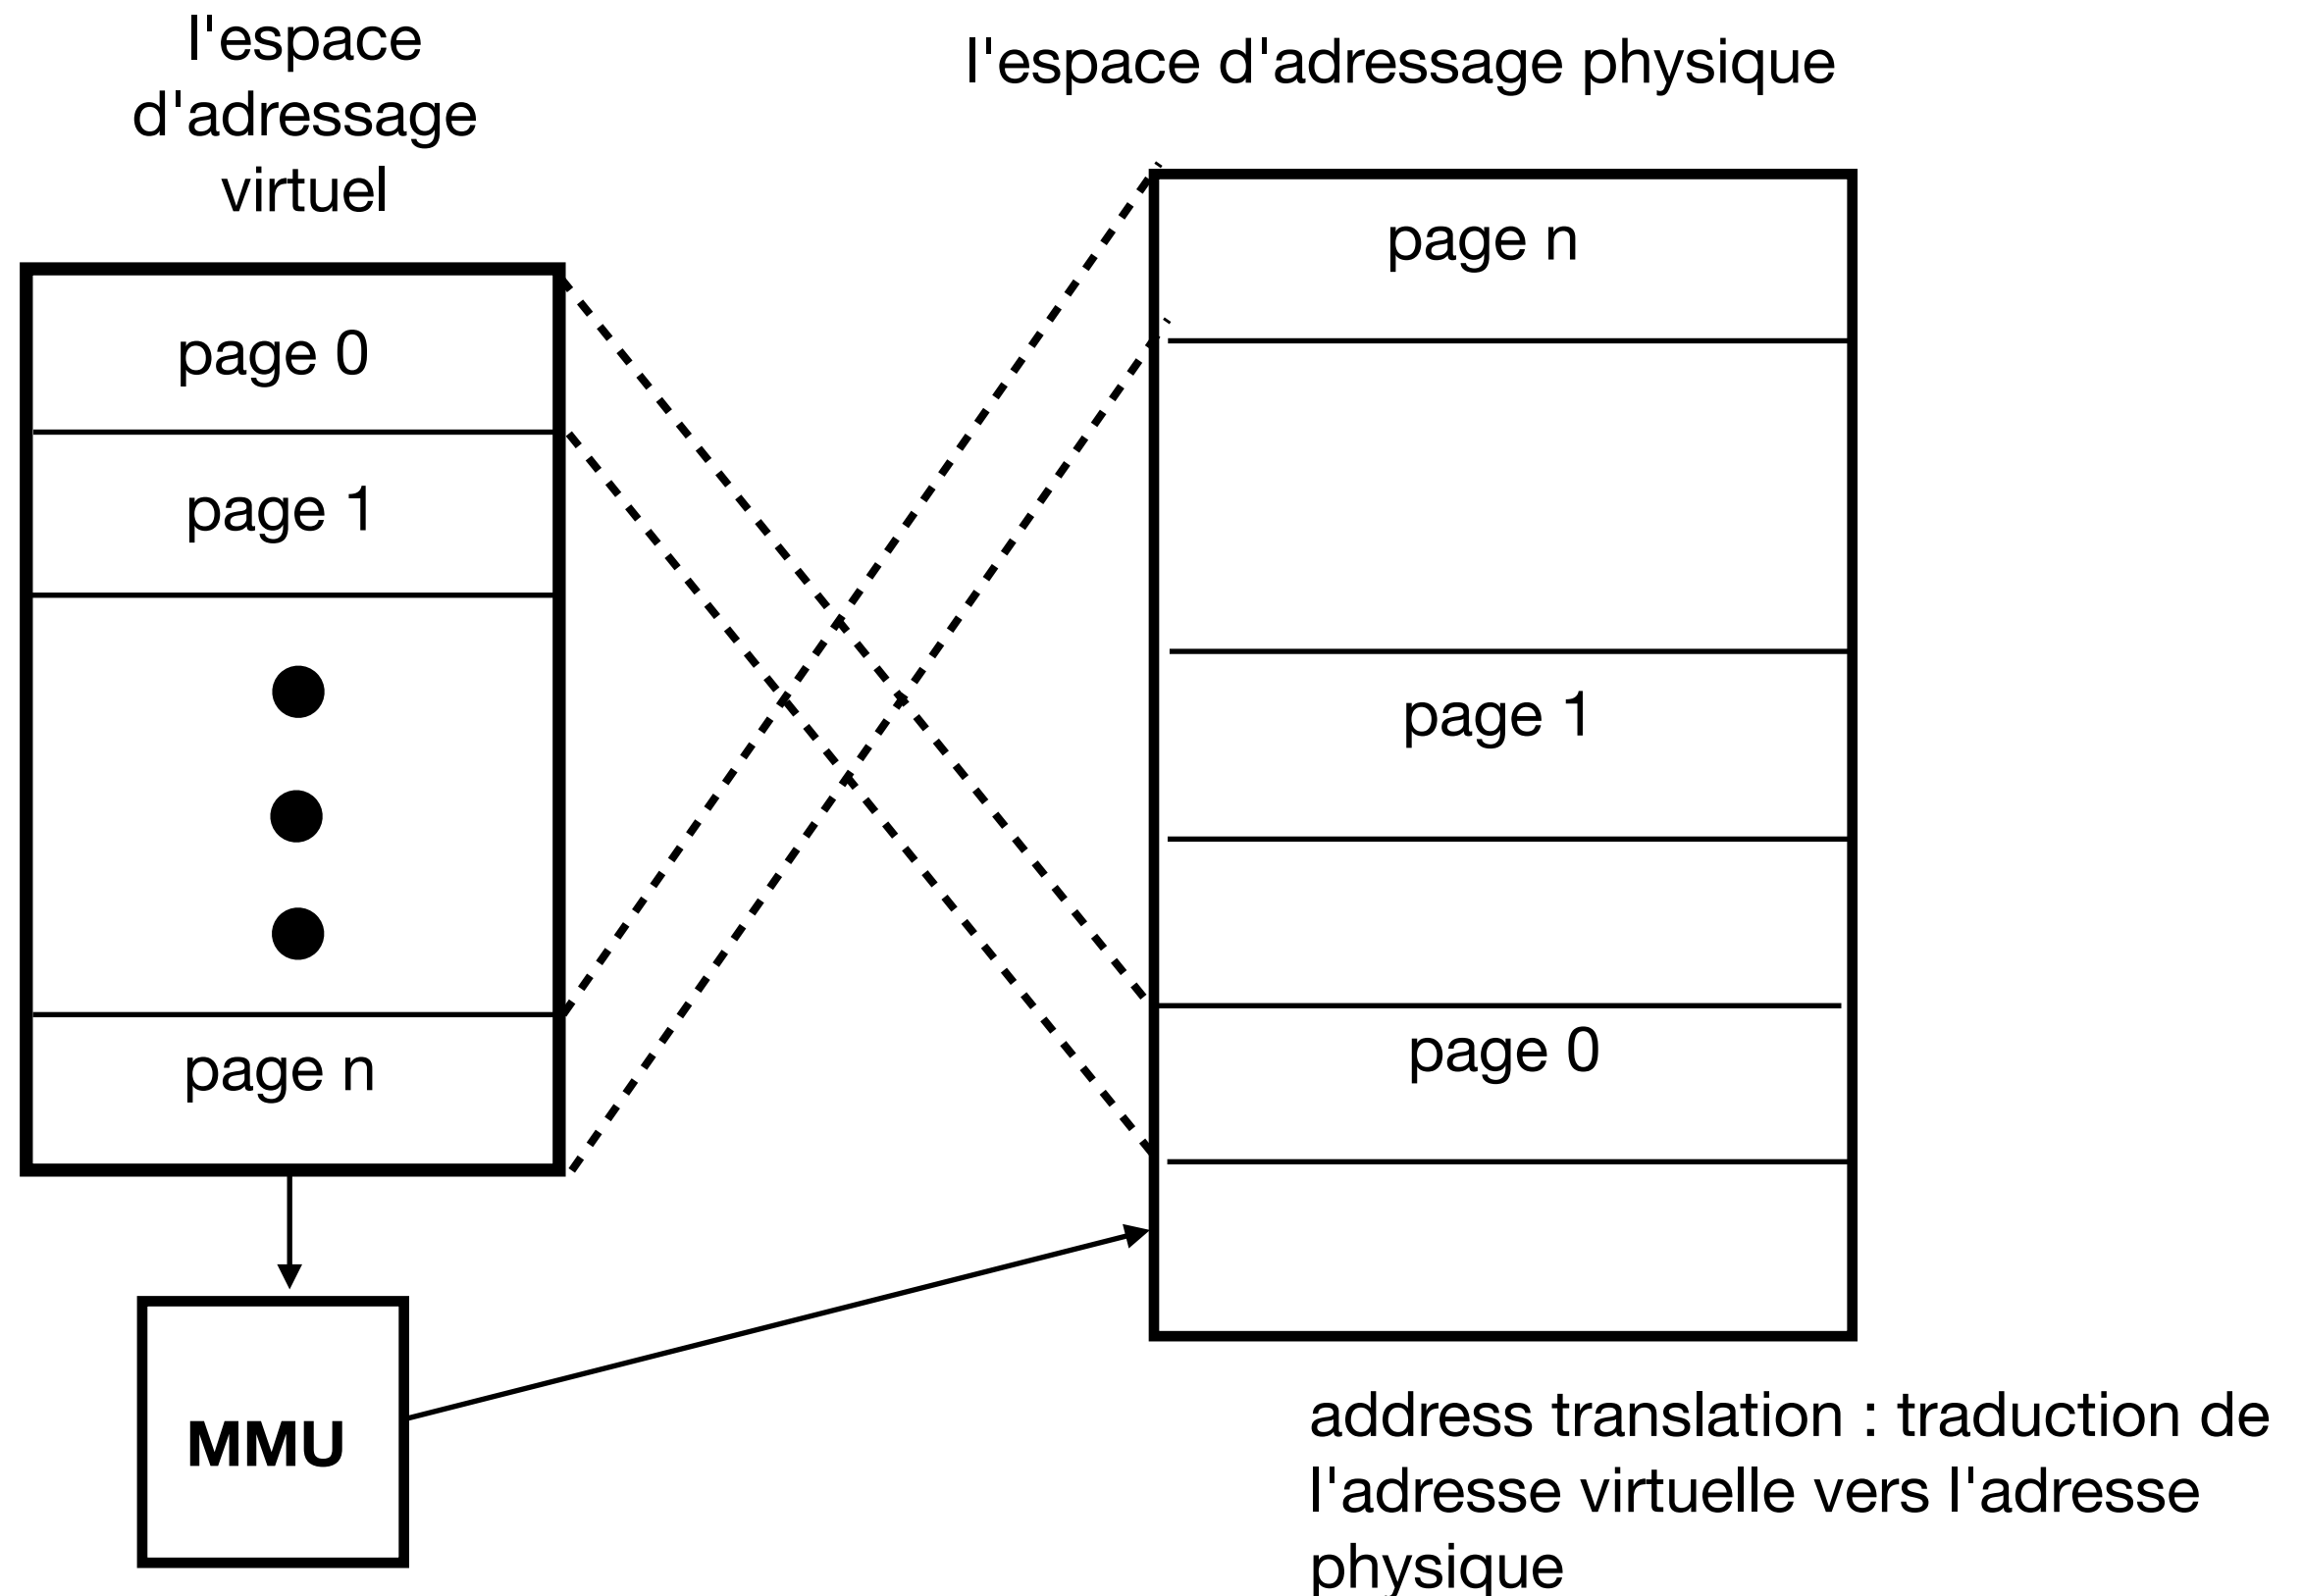 l'espace
d'adressage
virtuel
page 0
page 1
page n
MMU
l'espace d'adressage physique
page n
page 1
page 0
address translation : traduction de
l'adresse virtuelle vers l'adresse
physique